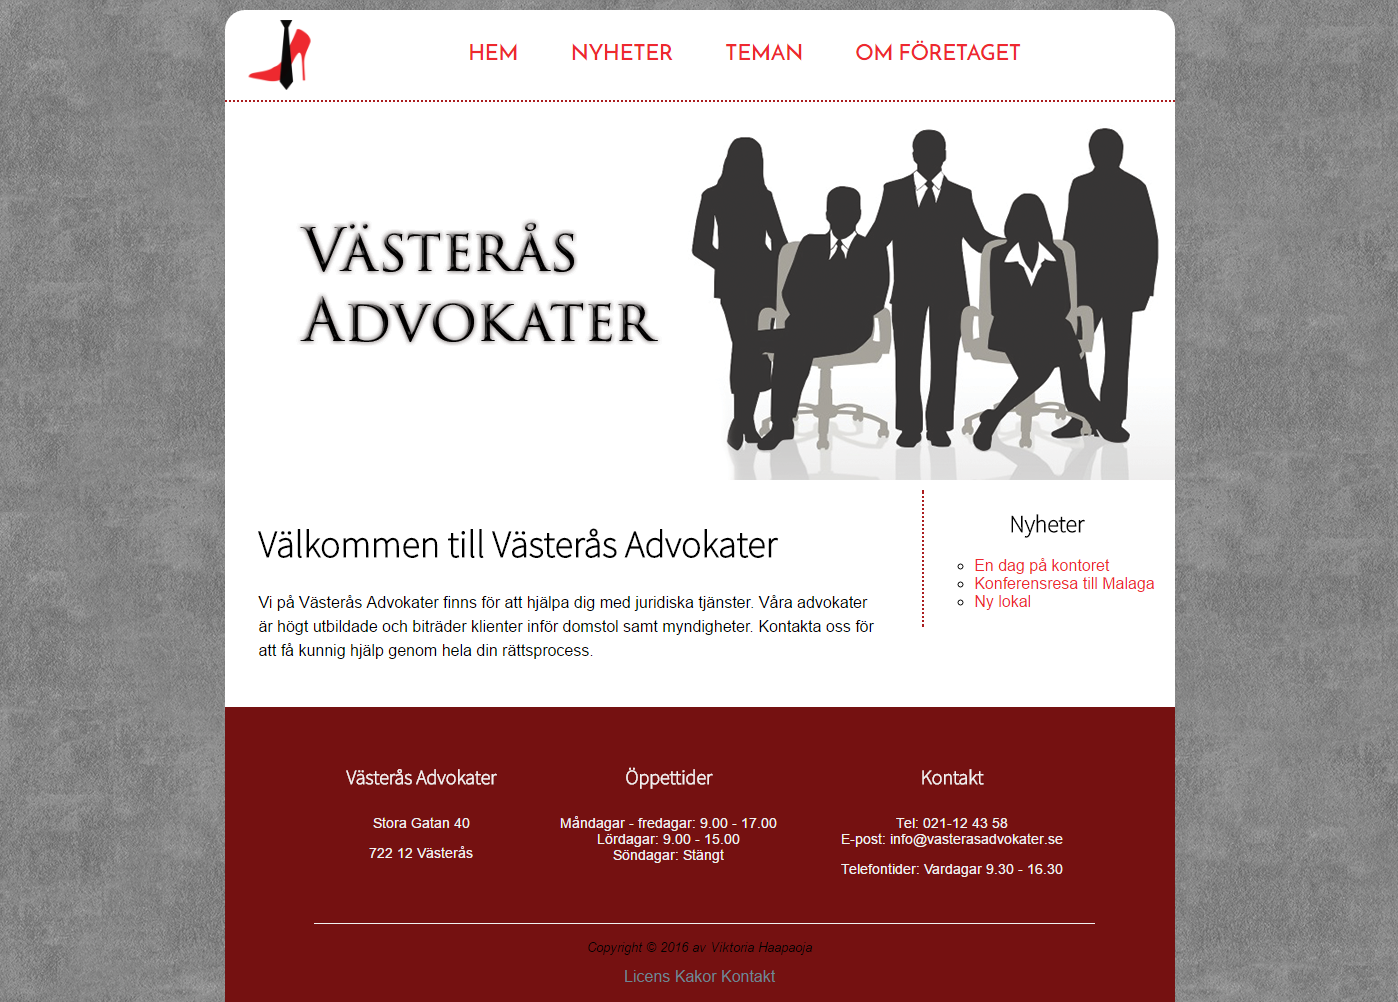 HEM NYHETER TEMAN OM FÖRETAGET
VÄSTERÅS
ADVOKATER
Välkommen till Västerås Advokater
Vi på Västerås Advokater finns för att hjälpa dig med juridiska tjänster. Våra advokater
är högt utbildade och biträder klienter inför domstol samt myndigheter. Kontakta oss för
att få kunnig hjälp genom hela din rättsprocess.
Nyheter
En dag på kontoret
Konferensresa till Malaga
Ny lokal
Västerås Advokater
Stora Gatan 40
722 12 Västerås
Öppettider
Måndagar - fredagar: 9.00 - 17.00
Lördagar: 9.00 - 15.00
Söndagar: Stängt
Kontakt
Tel: 021-12 43 58
E-post: info@vasterasadvokater.se
Telefontider: Vardagar 9.30 - 16.30
Copyright © 2016 av Viktoria Haapaoja
Licens Kakor Kontakt